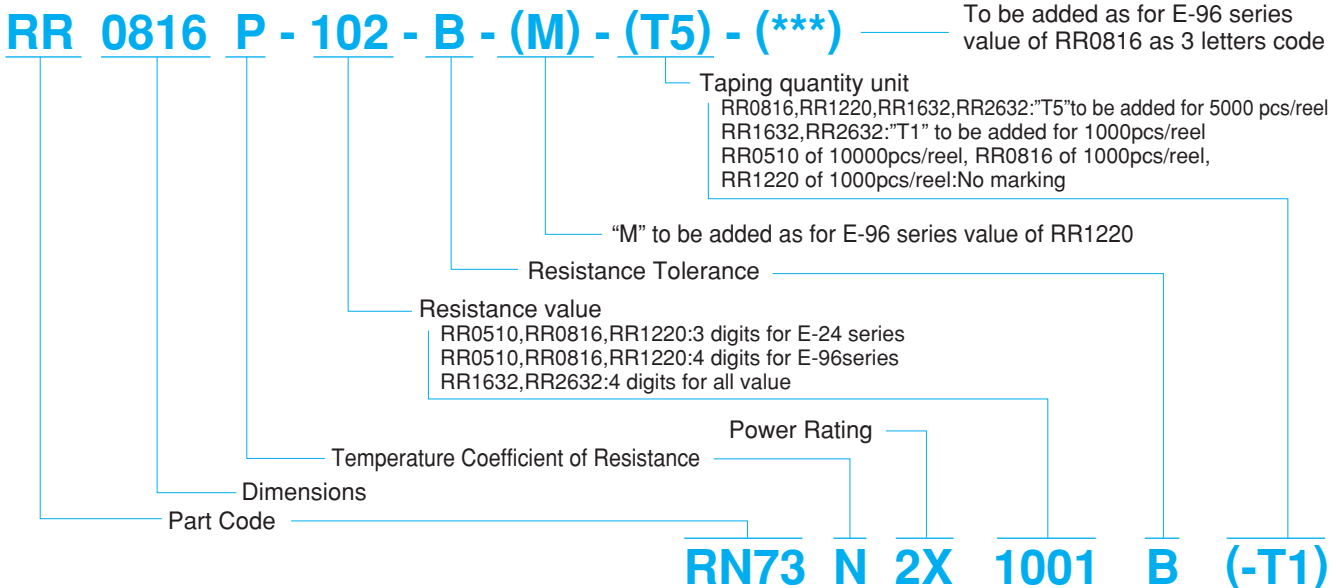 RR 0816 P - 102 - B - (M) - (T5) - (***)
To be added as for E-96 series
value of RR0816 as 3 letters code
Taping quantity unit
RR0816,RR1220,RR1632,RR2632:”T5”to be added for 5000 pcs/reel
RR1632,RR2632:”T1” to be added for 1000pcs/reel
RR0510 of 10000pcs/reel, RR0816 of 1000pcs/reel,
RR1220 of 1000pcs/reel:No marking
“M” to be added as for E-96 series value of RR1220
Resistance Tolerance
Resistance value
RR0510,RR0816,RR1220:3 digits for E-24 series
RR0510,RR0816,RR1220:4 digits for E-96series
RR1632,RR2632:4 digits for all value
Power Rating
Temperature Coefficient of Resistance
Dimensions
Part Code
RN73 N 2X 1001 B (-T1)